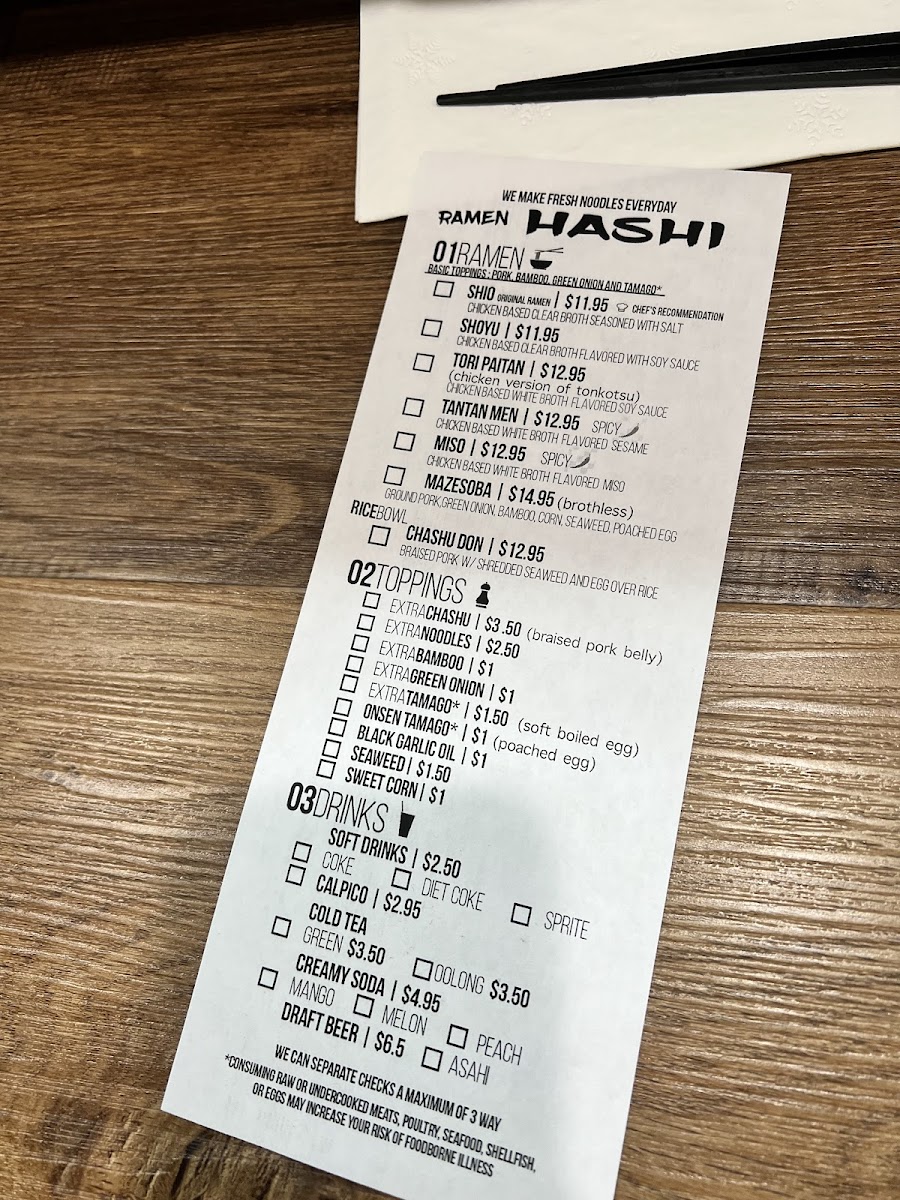 WE MAKE FRESH NOODLES EVERYDAY
RAMEN HASHI
01RAMEN
BASIC TOPPINGS : PORK, BAMBOO, GREEN ONION AND TAMAGO*
SHIO ORIGINAL RAMEN | $11.95 CHEF'S RECOMMENDATION
CHICKEN BASED CLEAR BROTH SEASONED WITH SALT
SHOYU | $11.95
CHICKEN BASED CLEAR BROTH FLAVORED WITH SOY SAUCE
TORI PAITAN | $12.95
(chicken version of tonkotsu)
CHICKEN BASED WHITE BROTH FLAVORED SOY SAUCE
TANTAN MEN | $12.95 SPICY
CHICKEN BASED WHITE BROTH FLAVORED SESAME
MISO | $12.95 SPICY
CHICKEN BASED WHITE BROTH FLAVORED MISO
MAZESOBA | $14.95 (brothless)
GROUND PORK,GREEN ONION, BAMBOO, CORN, SEAWEED, POACHED EGG
RICEBOWL
CHASHU DON | $12.95
BRAISED PORK W/ SHREDDED SEAWEED AND EGG OVER RICE
02TOPPINGS
EXTRACHASHU | $3.50 (braised pork belly)
EXTRANOODLES | $2.50
EXTRABAMBOO | $1
EXTRAGREEN ONION | $1
EXTRATAMAGO* | $1.50 (soft boiled egg)
ONSEN TAMAGO* | $1 (poached egg)
BLACK GARLIC OIL | $1
SEAWEED | $1.50
SWEET CORN | $1
03DRINKS
SOFT DRINKS | $2.50
COKE DIET COKE SPRITE
CALPICO | $2.95
COLD TEA
GREEN $3.50 OOLONG $3.50
CREAMY SODA | $4.95
MANGO MELON PEACH
DRAFT BEER | $6.5 ASAHI
WE CAN SEPARATE CHECKS A MAXIMUM OF 3 WAY
*CONSUMING RAW OR UNDERCOOKED MEATS, POULTRY, SEAFOOD, SHELLFISH,
OR EGGS MAY INCREASE YOUR RISK OF FOODBORNE ILLNESS